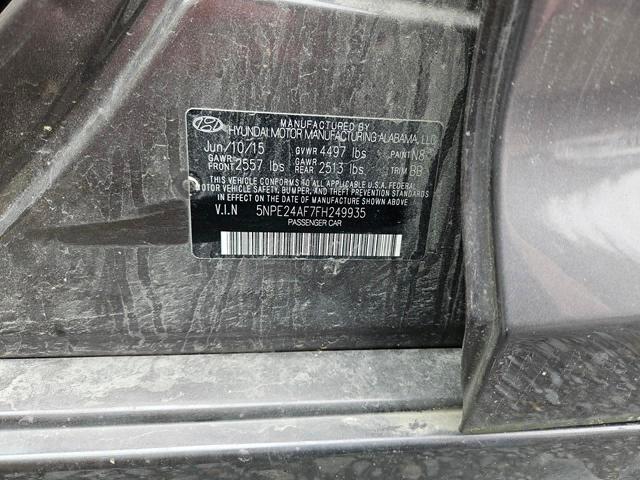 MANUFACTURED BY
HYUNDAI MOTOR MANUFACTURING ALABAMA, LLC
Jun/10/15 GVWR 4497 lbs PAINT N8
GAWR FRONT 2557 lbs GAWR REAR 2513 lbs TRIM BB
THIS VEHICLE CONFORMS TO ALL APPLICABLE U.S.A. FEDERAL
MOTOR VEHICLE SAFETY, BUMPER, AND THEFT PREVENTION STANDARDS
IN EFFECT ON THE DATE OF MANUFACTURE SHOWN ABOVE.
V.I.N 5NPE24AF7FH249935
PASSENGER CAR